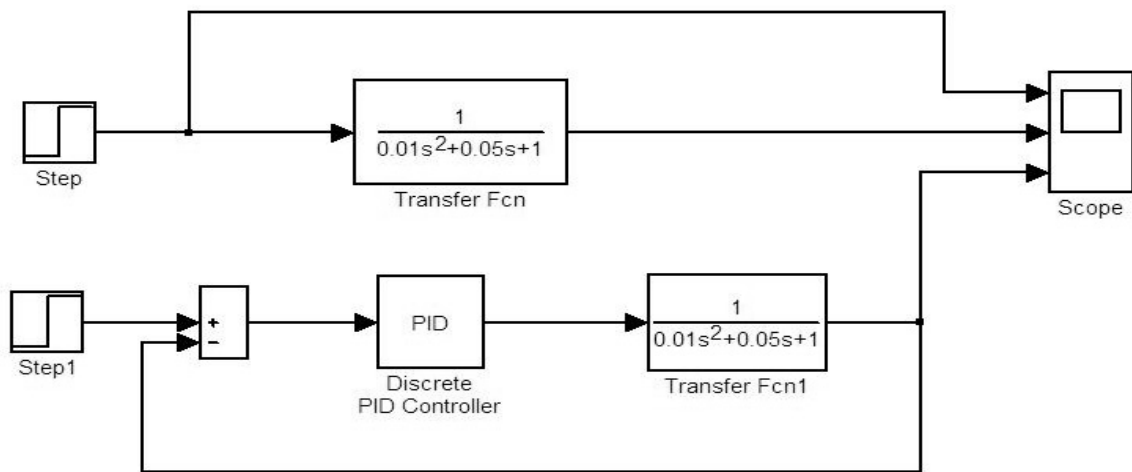 1
0.01s²+0.05s+1
Step
Transfer Fcn
Scope
+
−
PID
1
0.01s²+0.05s+1
Step1
Discrete
PID Controller
Transfer Fcn1